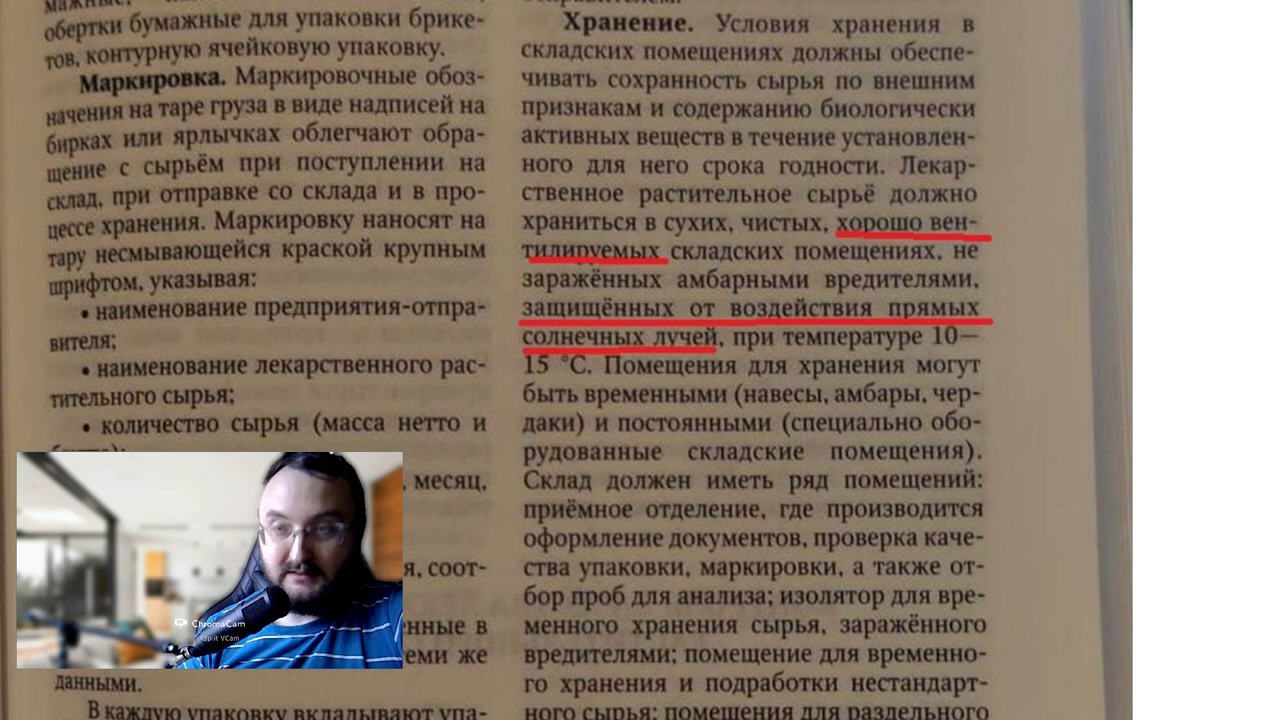 мажные,
обертки бумажные для упаковки брике-
тов, контурную ячейковую упаковку.
Маркировка. Маркировочные обоз-
начения на таре груза в виде надписей на
бирках или ярлычках облегчают обра-
щение с сырьём при поступлении на
склад, при отправке со склада и в про-
цессе хранения. Маркировку наносят на
тару несмывающейся краской крупным
шрифтом, указывая:
• наименование предприятия-отпра-
вителя;
• наименование лекарственного рас-
тительного сырья;
• количество сырья (масса нетто и
, месяц,
я, соот-
енные в
теми же
данными.
В каждую упаковку вкладывают упа-
Хранение. Условия хранения в
складских помещениях должны обеспе-
чивать сохранность сырья по внешним
признакам и содержанию биологически
активных веществ в течение установлен-
ного для него срока годности. Лекар-
ственное растительное сырьё должно
храниться в сухих, чистых, хорошо вен-
тилируемых складских помещениях, не
заражённых амбарными вредителями,
защищённых от воздействия прямых
солнечных лучей, при температуре 10—
15 °С. Помещения для хранения могут
быть временными (навесы, амбары, чер-
даки) и постоянными (специально обо-
рудованные складские помещения).
Склад должен иметь ряд помещений:
приёмное отделение, где производится
оформление документов, проверка каче-
ства упаковки, маркировки, а также от-
бор проб для анализа; изолятор для вре-
менного хранения сырья, заражённого
вредителями; помещение для временно-
го хранения и подработки нестандарт-
ного сырья; помещения для раздельного
ChromaCam
XSplit VCam